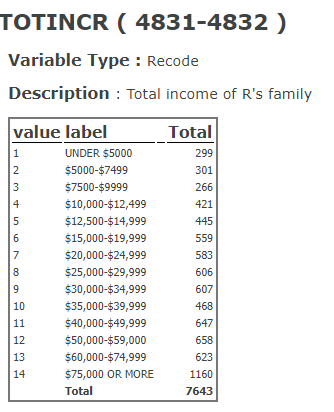 TOTINCR ( 4831-4832 )
Variable Type : Recode
Description : Total income of R's family
value label Total
1 UNDER $5000 299
2 $5000-$7499 301
3 $7500-$9999 266
4 $10,000-$12,499 421
5 $12,500-$14,999 445
6 $15,000-$19,999 559
7 $20,000-$24,999 583
8 $25,000-$29,999 606
9 $30,000-$34,999 607
10 $35,000-$39,999 468
11 $40,000-$49,999 647
12 $50,000-$59,000 658
13 $60,000-$74,999 623
14 $75,000 OR MORE 1160
Total 7643